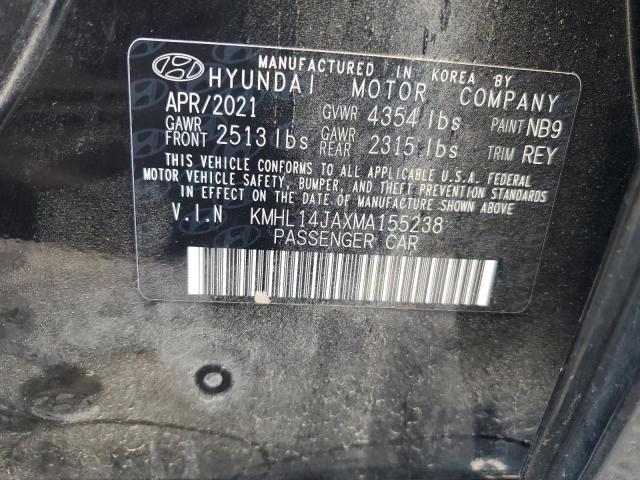 MANUFACTURED IN KOREA BY
HYUNDAI MOTOR COMPANY
APR/2021 GVWR 4354 lbs PAINT NB9
GAWR FRONT 2513 lbs GAWR REAR 2315 lbs TRIM REY
THIS VEHICLE CONFORMS TO ALL APPLICABLE U.S.A. FEDERAL
MOTOR VEHICLE SAFETY, BUMPER, AND THEFT PREVENTION STANDARDS
IN EFFECT ON THE DATE OF MANUFACTURE SHOWN ABOVE
V.I.N KMHL14JAXMA155238
PASSENGER CAR